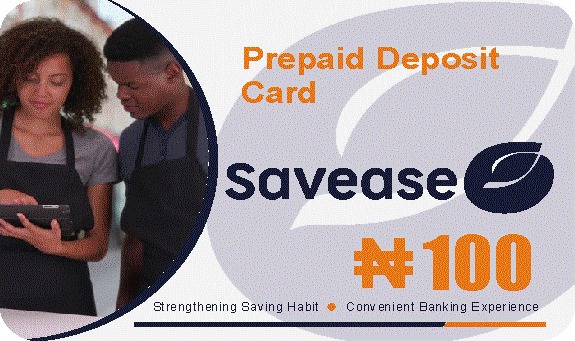 Prepaid Deposit
Card
Savease
₦100
Strengthening Saving Habit ● Convenient Banking Experience